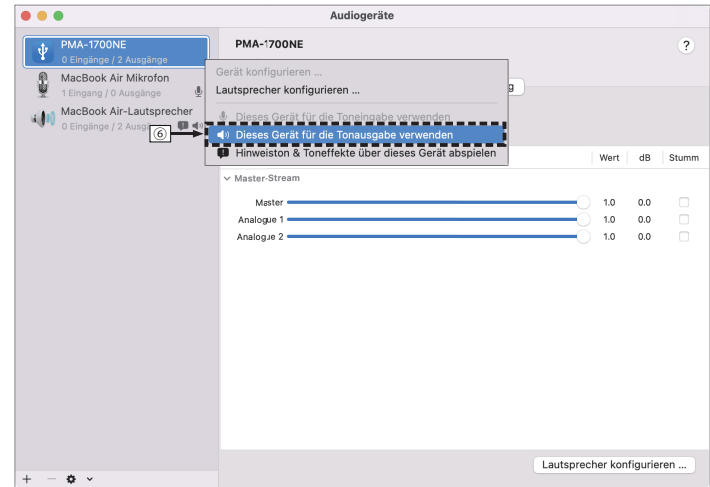 Audiogeräte
PMA-1700NE
0 Eingänge / 2 Ausgänge
MacBook Air Mikrofon
1 Eingang / 0 Ausgänge
MacBook Air-Lautsprecher
0 Eingänge / 2 Ausg
6
PMA-1700NE
?
Gerät konfigurieren ...
Lautsprecher konfigurieren ...
Dieses Gerät für die Toneingabe verwenden
Dieses Gerät für die Tonausgabe verwenden
Hinweiston & Toneffekte über dieses Gerät abspielen
g
Wert dB Stumm
Master-Stream
Master 1.0 0.0
Analogue 1 1.0 0.0
Analogue 2 1.0 0.0
Lautsprecher konfigurieren ...